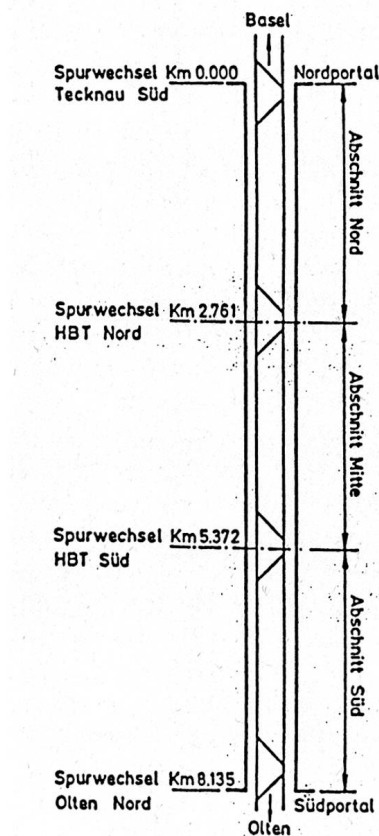 Basel
Spurwechsel Km 0.000
Tecknau Süd
Nordportal
Abschnitt Nord
Spurwechsel Km 2.761
HBT Nord
Abschnitt Mitte
Spurwechsel Km 5.372
HBT Süd
Abschnitt Süd
Spurwechsel Km 8.135
Olten Nord
Südportal
Olten